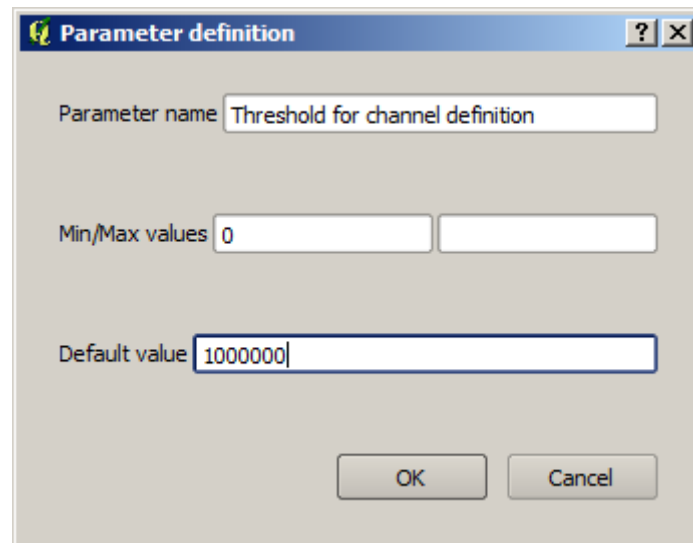 Parameter definition
Parameter name Threshold for channel definition
Min/Max values 0
Default value 1000000
OK Cancel